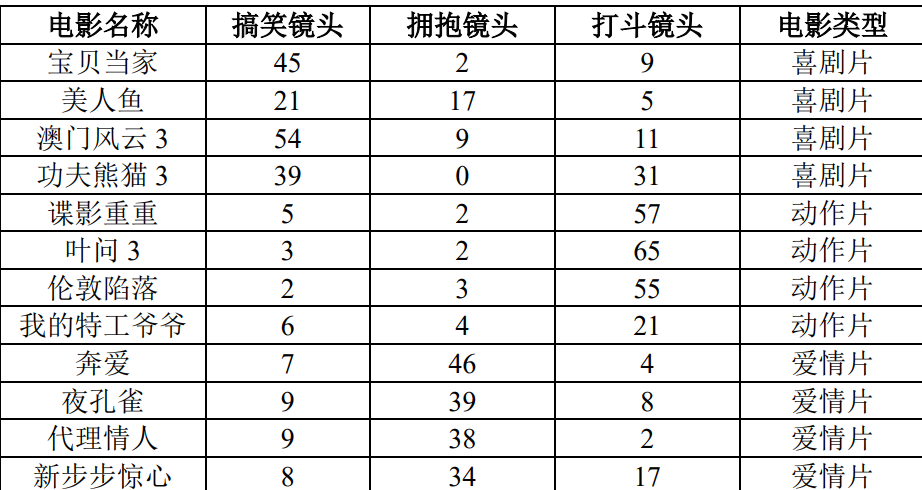 电影名称 搞笑镜头 拥抱镜头 打斗镜头 电影类型
宝贝当家 45 2 9 喜剧片
美人鱼 21 17 5 喜剧片
澳门风云 3 54 9 11 喜剧片
功夫熊猫 3 39 0 31 喜剧片
谍影重重 5 2 57 动作片
叶问 3 3 2 65 动作片
伦敦陷落 2 3 55 动作片
我的特工爷爷 6 4 21 动作片
奔爱 7 46 4 爱情片
夜孔雀 9 39 8 爱情片
代理情人 9 38 2 爱情片
新步步惊心 8 34 17 爱情片